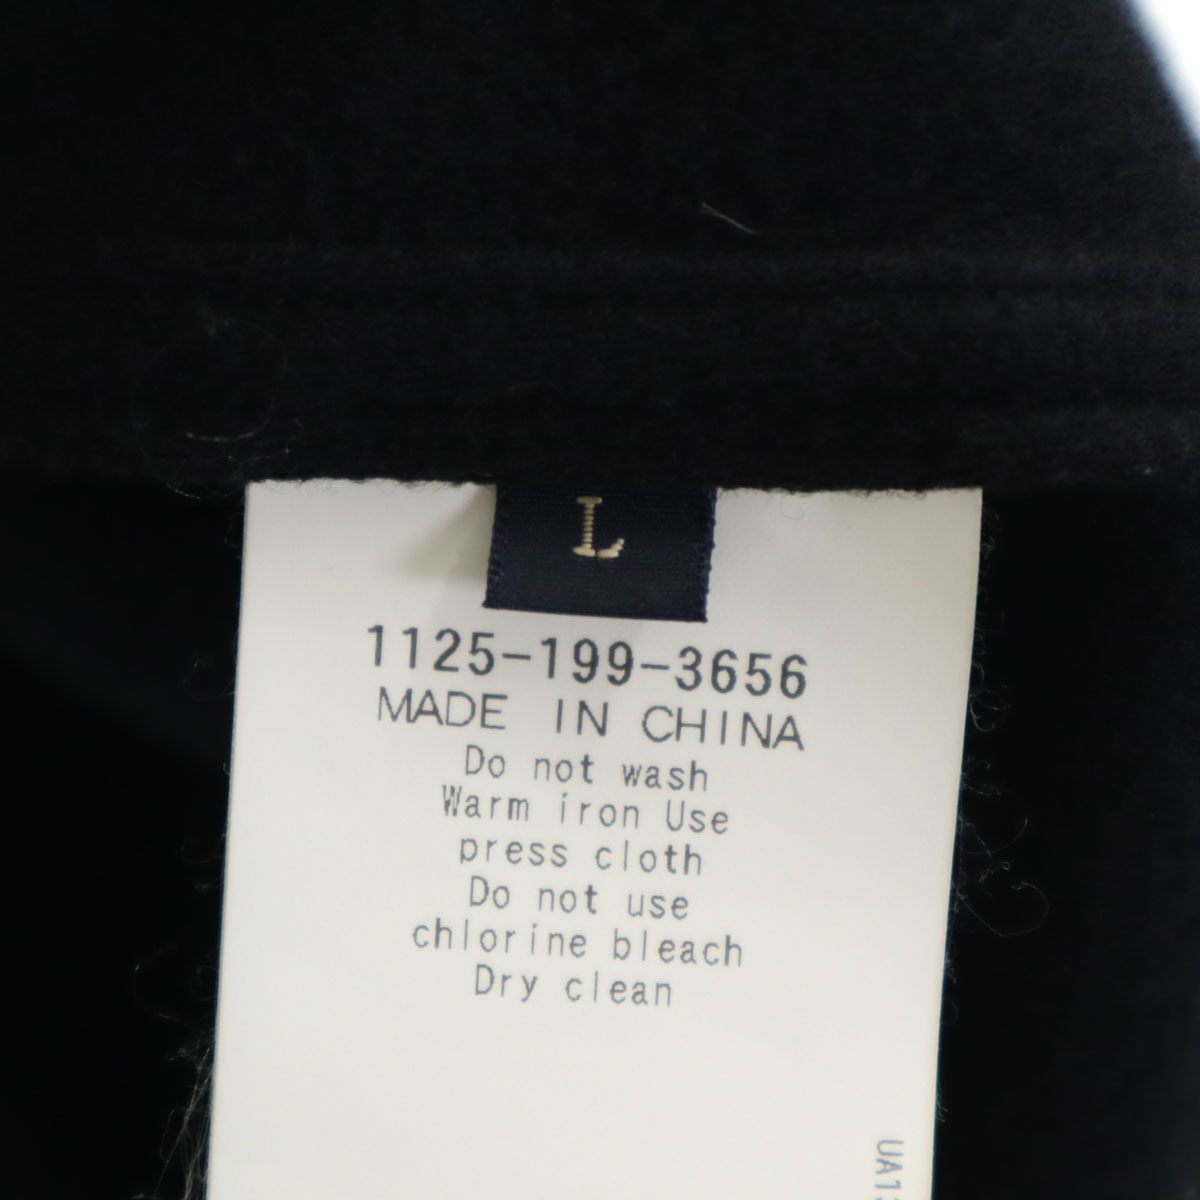 L
1125-199-3656
MADE IN CHINA
Do not wash
Warm iron Use
press cloth
Do not use
chlorine bleach
Dry clean